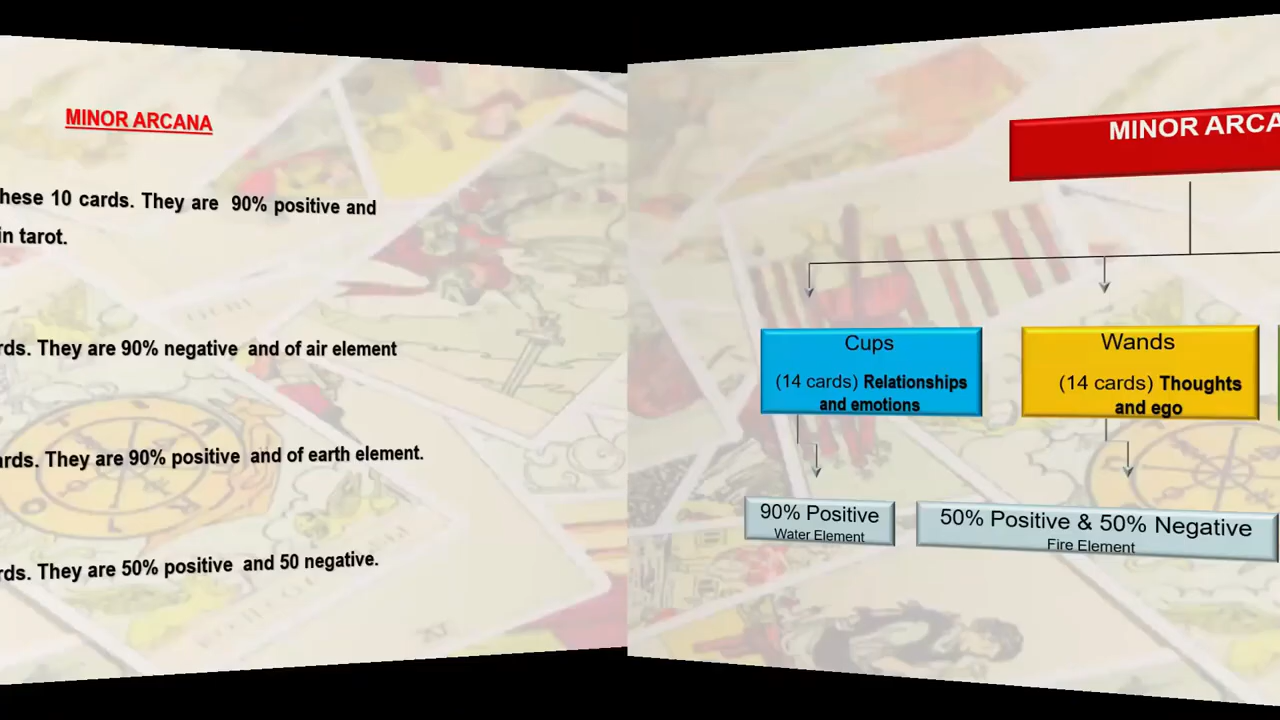 MINOR ARCANA
hese 10 cards. They are 90% positive and
in tarot.
rds. They are 90% negative and of air element
ards. They are 90% positive and of earth element.
rds. They are 50% positive and 50 negative.
MINOR ARCA
Cups
(14 cards) Relationships
and emotions
Wands
(14 cards) Thoughts
and ego
90% Positive
Water Element
50% Positive & 50% Negative
Fire Element